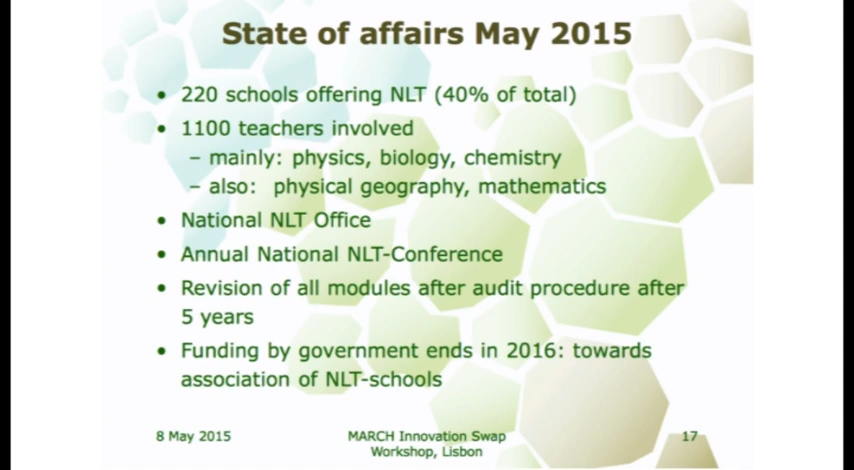 State of affairs May 2015
• 220 schools offering NLT (40% of total)
• 1100 teachers involved
– mainly: physics, biology, chemistry
– also: physical geography, mathematics
• National NLT Office
• Annual National NLT-Conference
• Revision of all modules after audit procedure after
5 years
• Funding by government ends in 2016: towards
association of NLT-schools
8 May 2015
MARCH Innovation Swap
Workshop, Lisbon
17